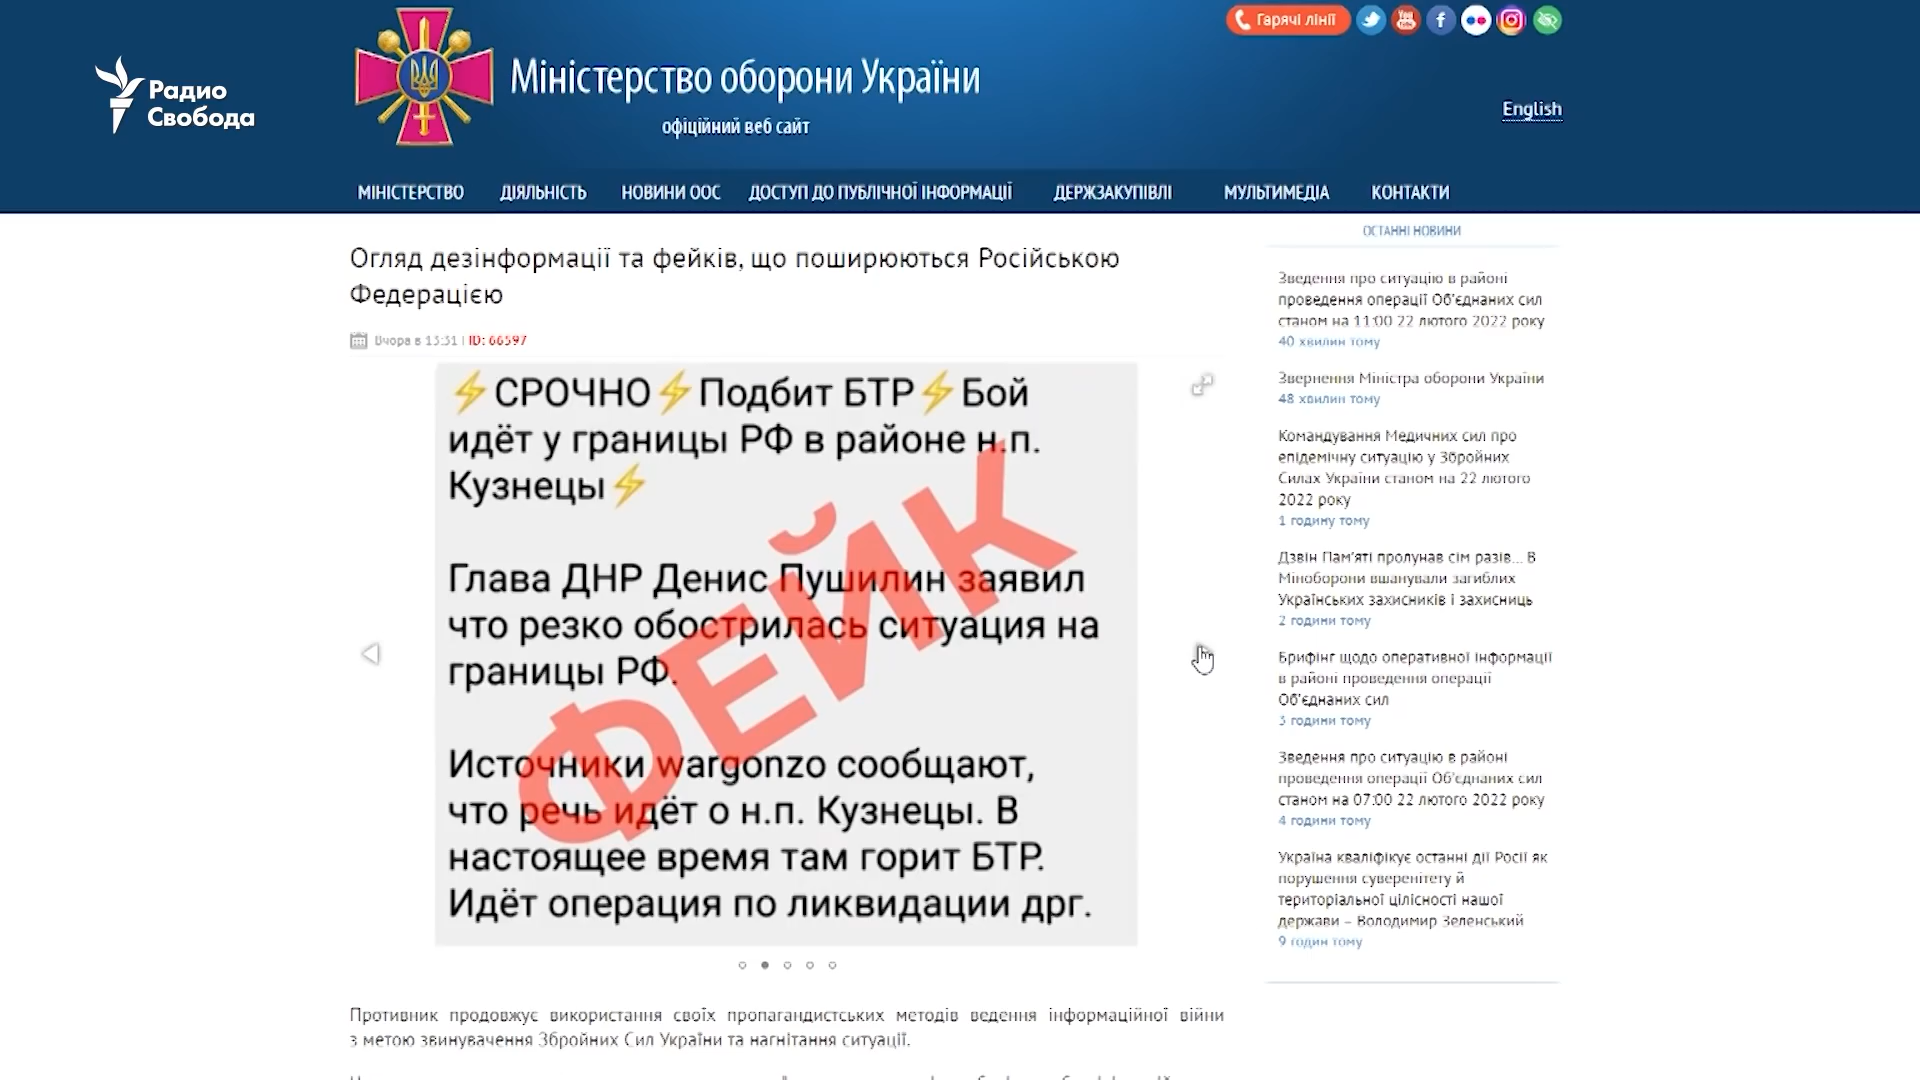 Радио
Свобода
Міністерство оборони України
офіційний веб сайт
Гарячі лінії
You
Tube
English
МІНІСТЕРСТВО ДІЯЛЬНІСТЬ НОВИНИ ООС ДОСТУП ДО ПУБЛІЧНОЇ ІНФОРМАЦІЇ ДЕРЖЗАКУПІВЛІ МУЛЬТИМЕДІА КОНТАКТИ
Огляд дезінформації та фейків, що поширюються Російською
Федерацією
Вчора в 13:31 | ID: 66597
⚡СРОЧНО⚡Подбит БТР⚡Бой
идёт у границы РФ в районе н.п.
Кузнецы⚡
Глава ДНР Денис Пушилин заявил
что резко обострилась ситуация на
границы РФ.
Источники wargonzo сообщают,
что речь идёт о н.п. Кузнецы. В
настоящее время там горит БТР.
Идёт операция по ликвидации дрг.
ФЕЙК
Противник продовжує використання своїх пропагандистських методів ведення інформаційної війни
з метою звинувачення Збройних Сил України та нагнітання ситуації.
ОСТАННІ НОВИНИ
Зведення про ситуацію в районі
проведення операції Об'єднаних сил
станом на 11:00 22 лютого 2022 року
40 хвилин тому
Звернення Міністра оборони України
48 хвилин тому
Командування Медичних сил про
епідемічну ситуацію у Збройних
Силах України станом на 22 лютого
2022 року
1 годину тому
Дзвін Пам'яті пролунав сім разів... В
Міноборони вшанували загиблих
Українських захисників і захисниць
2 години тому
Брифінг щодо оперативної інформації
в районі проведення операції
Об'єднаних сил
3 години тому
Зведення про ситуацію в районі
проведення операції Об'єднаних сил
станом на 07:00 22 лютого 2022 року
4 години тому
Україна кваліфікує останні дії Росії як
порушення суверенітету й
територіальної цілісності нашої
держави – Володимир Зеленський
9 годин тому